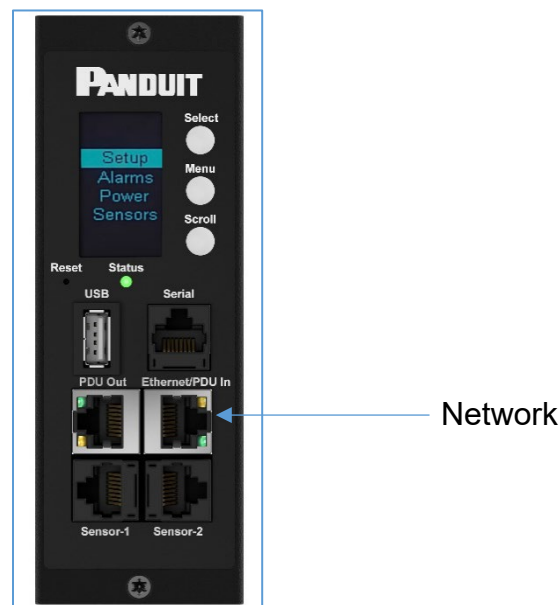 PANDUIT
Select
Setup
Alarms
Menu
Power
Sensors
Scroll
Reset Status
USB Serial
PDU Out Ethernet/PDU In
Network
Sensor-1 Sensor-2